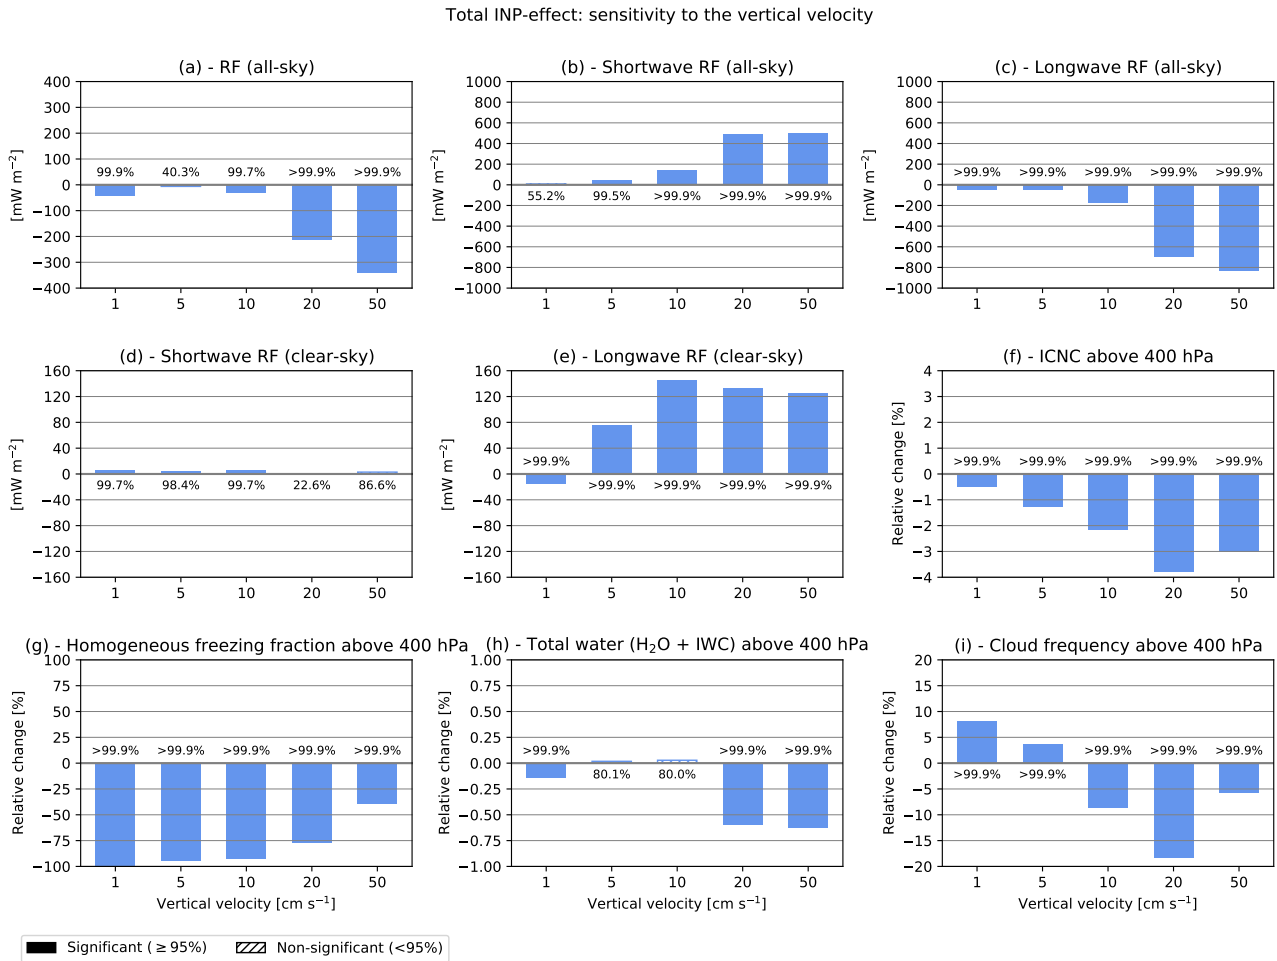 Total INP-effect: sensitivity to the vertical velocity
(a) - RF (all-sky)
[mW m⁻²]
400
300
200
100
0
−100
−200
−300
−400
99.9% 40.3% 99.7% >99.9% >99.9%
1 5 10 20 50
(b) - Shortwave RF (all-sky)
[mW m⁻²]
1000
800
600
400
200
0
−200
−400
−600
−800
−1000
55.2% 99.5% >99.9% >99.9% >99.9%
1 5 10 20 50
(c) - Longwave RF (all-sky)
[mW m⁻²]
1000
800
600
400
200
0
−200
−400
−600
−800
−1000
>99.9% >99.9% >99.9% >99.9% >99.9%
1 5 10 20 50
(d) - Shortwave RF (clear-sky)
[mW m⁻²]
160
120
80
40
0
−40
−80
−120
−160
99.7% 98.4% 99.7% 22.6% 86.6%
1 5 10 20 50
(e) - Longwave RF (clear-sky)
[mW m⁻²]
160
120
80
40
0
−40
−80
−120
−160
>99.9% >99.9% >99.9% >99.9% >99.9%
1 5 10 20 50
(f) - ICNC above 400 hPa
Relative change [%]
4
3
2
1
0
−1
−2
−3
−4
>99.9% >99.9% >99.9% >99.9% >99.9%
1 5 10 20 50
(g) - Homogeneous freezing fraction above 400 hPa
Relative change [%]
100
75
50
25
0
−25
−50
−75
−100
>99.9% >99.9% >99.9% >99.9% >99.9%
1 5 10 20 50
Vertical velocity [cm s⁻¹]
(h) - Total water (H₂O + IWC) above 400 hPa
Relative change [%]
1.00
0.75
0.50
0.25
0.00
−0.25
−0.50
−0.75
−1.00
>99.9% 80.1% 80.0% >99.9% >99.9%
1 5 10 20 50
Vertical velocity [cm s⁻¹]
(i) - Cloud frequency above 400 hPa
Relative change [%]
20
15
10
5
0
−5
−10
−15
−20
>99.9% >99.9% >99.9% >99.9% >99.9%
1 5 10 20 50
Vertical velocity [cm s⁻¹]
Significant (≥ 95%) Non-significant (<95%)